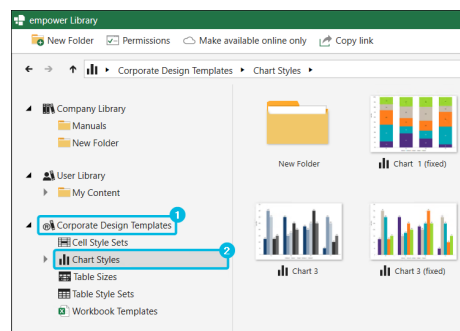 empower Library
New Folder Permissions Make available online only Copy link
Corporate Design Templates Chart Styles
Company Library
Manuals
New Folder
User Library
My Content
Corporate Design Templates 1
Cell Style Sets
Chart Styles 2
Table Sizes
Table Style Sets
Workbook Templates
New Folder
Chart 1 (fixed)
Chart 3
Chart 3 (fixed)